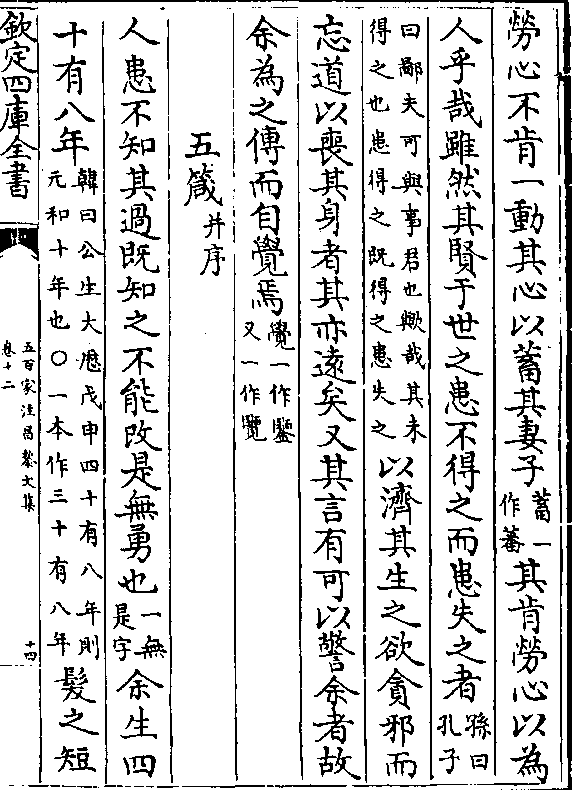 勞心不肯一動其心以蓄其妻子蓄一作蕃其肯勞心以為
人乎哉雖然其賢于世之患不得之而患失之者孫曰孔子
曰鄙夫可與事君也歟哉其未得之也患得之既得之患失之以濟其生之欲貪邪而
忘道以喪其身者其亦遠矣又其言有可以警余者故
余為之傳而自覺焉覺一作鑒又一作覽
五箴并序
人患不知其過既知之不能改是無勇也一無是字余生四
十有八年韓曰公生大厯戊申四十有八年則元和十年也○一本作三十有八年髮之短
欽定四庫全書
五百家注昌黎文集
卷十二
十四